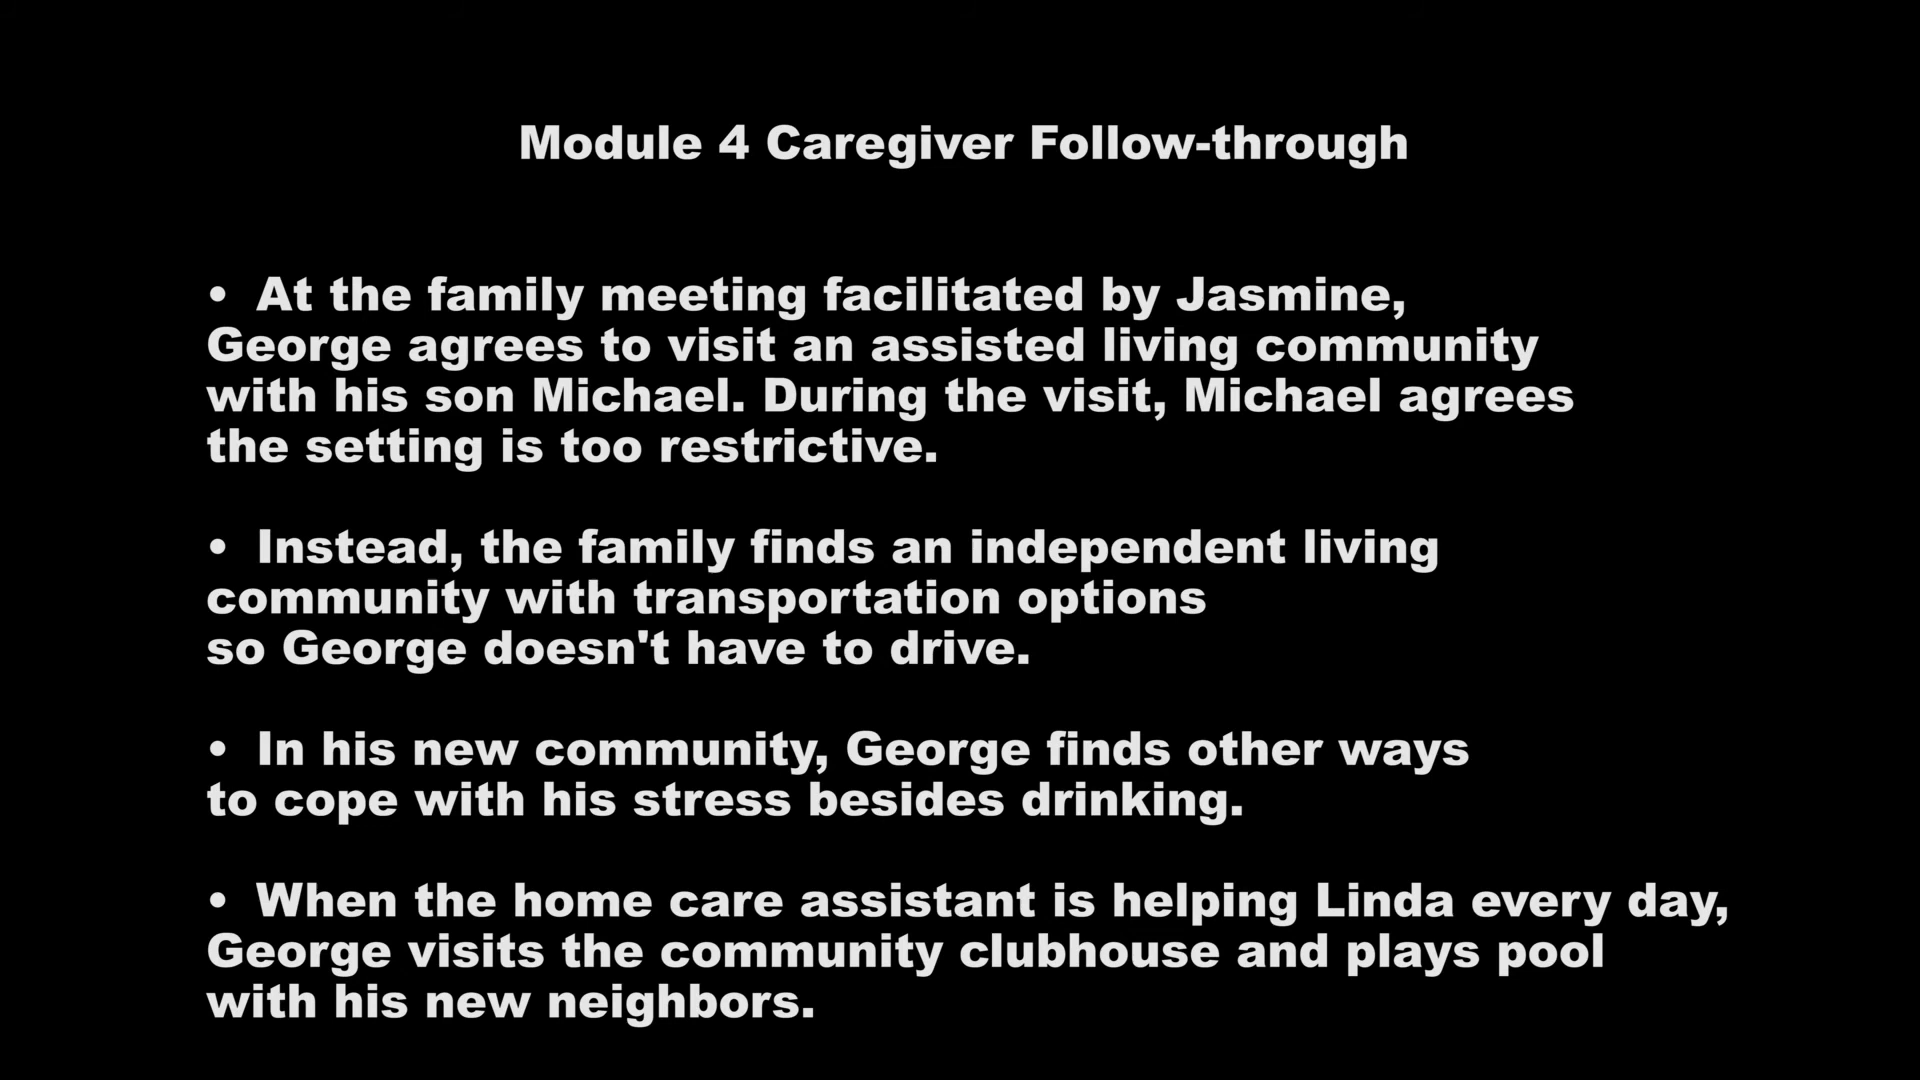 Module 4 Caregiver Follow-through
• At the family meeting facilitated by Jasmine,
George agrees to visit an assisted living community
with his son Michael. During the visit, Michael agrees
the setting is too restrictive.
• Instead, the family finds an independent living
community with transportation options
so George doesn't have to drive.
• In his new community, George finds other ways
to cope with his stress besides drinking.
• When the home care assistant is helping Linda every day,
George visits the community clubhouse and plays pool
with his new neighbors.